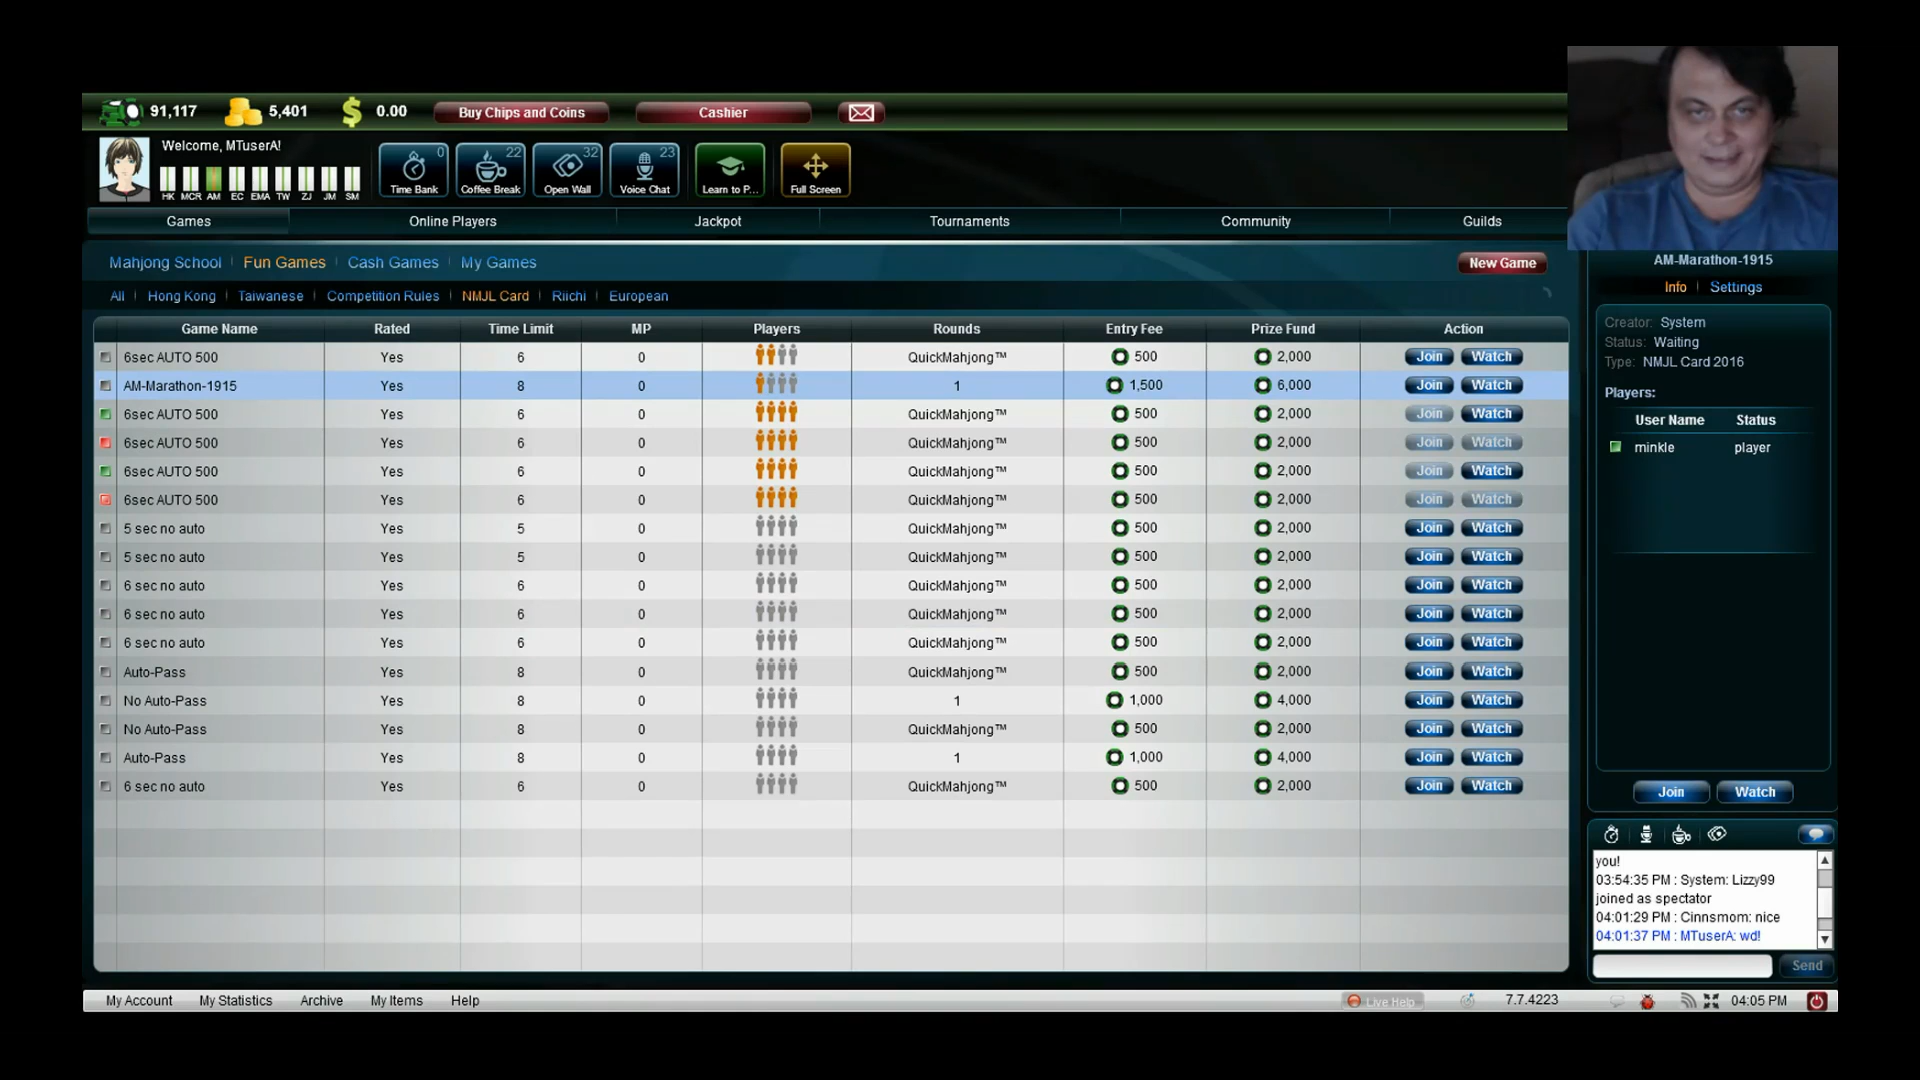 91,117 5,401 0.00 Buy Chips and Coins Cashier
Welcome, MTuserA!
0 22 32 23
Time Bank Coffee Break Open Wall Voice Chat Learn to P... Full Screen
HK MCR AM EC EMA TW ZJ JM SM
Games Online Players Jackpot Tournaments Community Guilds
Mahjong School Fun Games Cash Games My Games New Game
All Hong Kong Taiwanese Competition Rules NMJL Card Riichi European
Game Name Rated Time Limit MP Players Rounds Entry Fee Prize Fund Action
6sec AUTO 500 Yes 6 0 QuickMahjong™ 500 2,000 Join Watch
AM-Marathon-1915 Yes 8 0 1 1,500 6,000 Join Watch
6sec AUTO 500 Yes 6 0 QuickMahjong™ 500 2,000 Join Watch
6sec AUTO 500 Yes 6 0 QuickMahjong™ 500 2,000 Join Watch
6sec AUTO 500 Yes 6 0 QuickMahjong™ 500 2,000 Join Watch
6sec AUTO 500 Yes 6 0 QuickMahjong™ 500 2,000 Join Watch
5 sec no auto Yes 5 0 QuickMahjong™ 500 2,000 Join Watch
5 sec no auto Yes 5 0 QuickMahjong™ 500 2,000 Join Watch
6 sec no auto Yes 6 0 QuickMahjong™ 500 2,000 Join Watch
6 sec no auto Yes 6 0 QuickMahjong™ 500 2,000 Join Watch
6 sec no auto Yes 6 0 QuickMahjong™ 500 2,000 Join Watch
Auto-Pass Yes 8 0 QuickMahjong™ 500 2,000 Join Watch
No Auto-Pass Yes 8 0 1 1,000 4,000 Join Watch
No Auto-Pass Yes 8 0 QuickMahjong™ 500 2,000 Join Watch
Auto-Pass Yes 8 0 1 1,000 4,000 Join Watch
6 sec no auto Yes 6 0 QuickMahjong™ 500 2,000 Join Watch
AM-Marathon-1915
Info Settings
Creator: System
Status: Waiting
Type: NMJL Card 2016
Players:
User Name Status
minkle player
Join Watch
you!
03:54:35 PM : System: Lizzy99
joined as spectator
04:01:29 PM : Cinnsmom: nice
04:01:37 PM : MTuserA: wd!
Send
My Account My Statistics Archive My Items Help Live Help 7.7.4223 04:05 PM